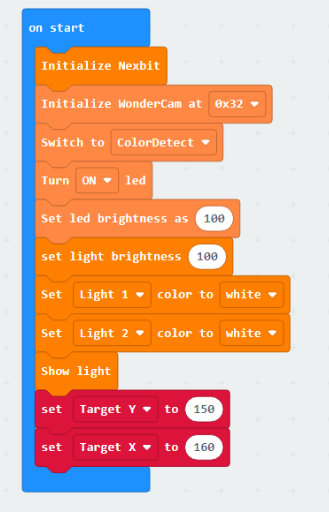 on start
Initialize Nexbit
Initialize WonderCam at 0x32
Switch to ColorDetect
Turn ON led
Set led brightness as 100
set light brightness 100
Set Light 1 color to white
Set Light 2 color to white
Show light
set Target Y to 150
set Target X to 160